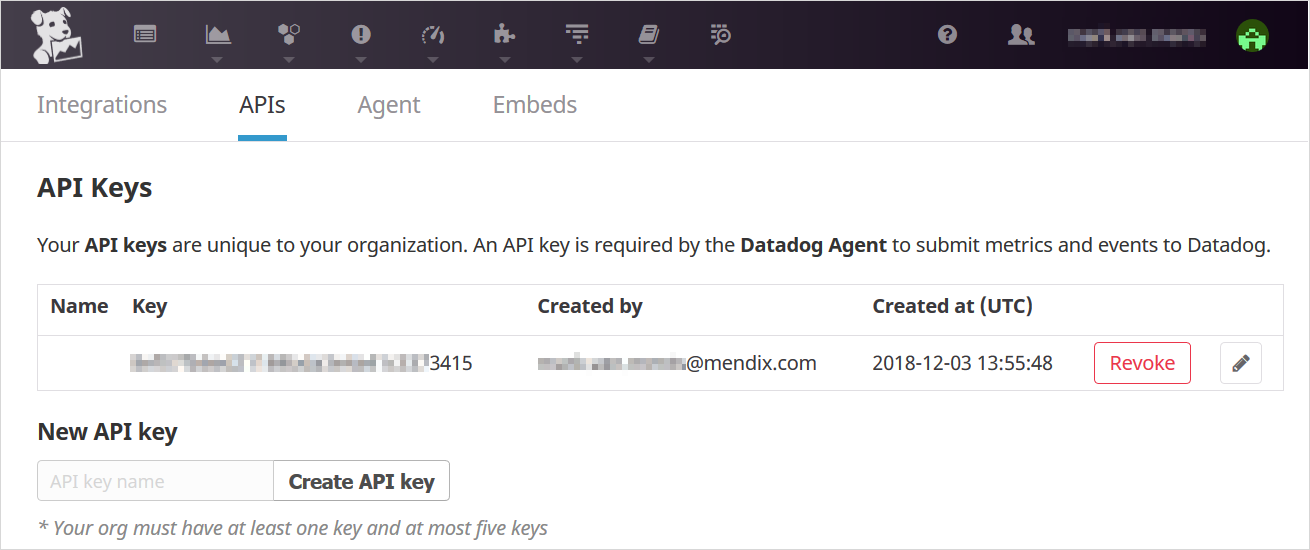 Integrations APIs Agent Embeds
API Keys
Your API keys are unique to your organization. An API key is required by the Datadog Agent to submit metrics and events to Datadog.
Name Key Created by Created at (UTC)
3415 @mendix.com 2018-12-03 13:55:48 Revoke
New API key
API key name Create API key
* Your org must have at least one key and at most five keys